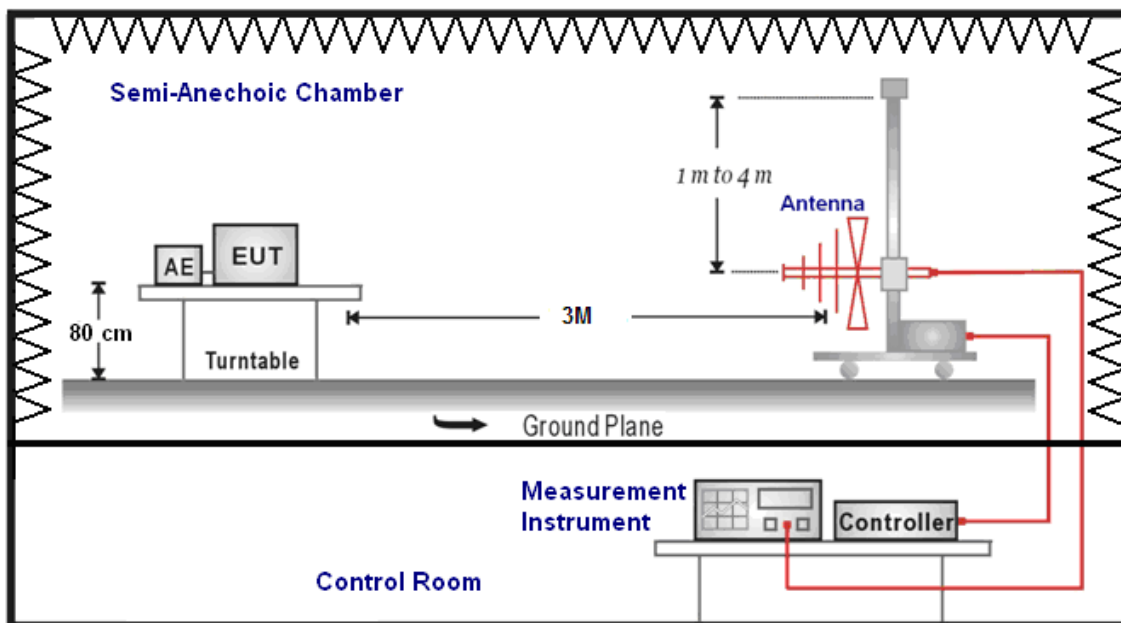 Semi-Anechoic Chamber
1 m to 4 m
Antenna
AE
EUT
80 cm
3M
Turntable
Ground Plane
Measurement
Instrument
Controller
Control Room